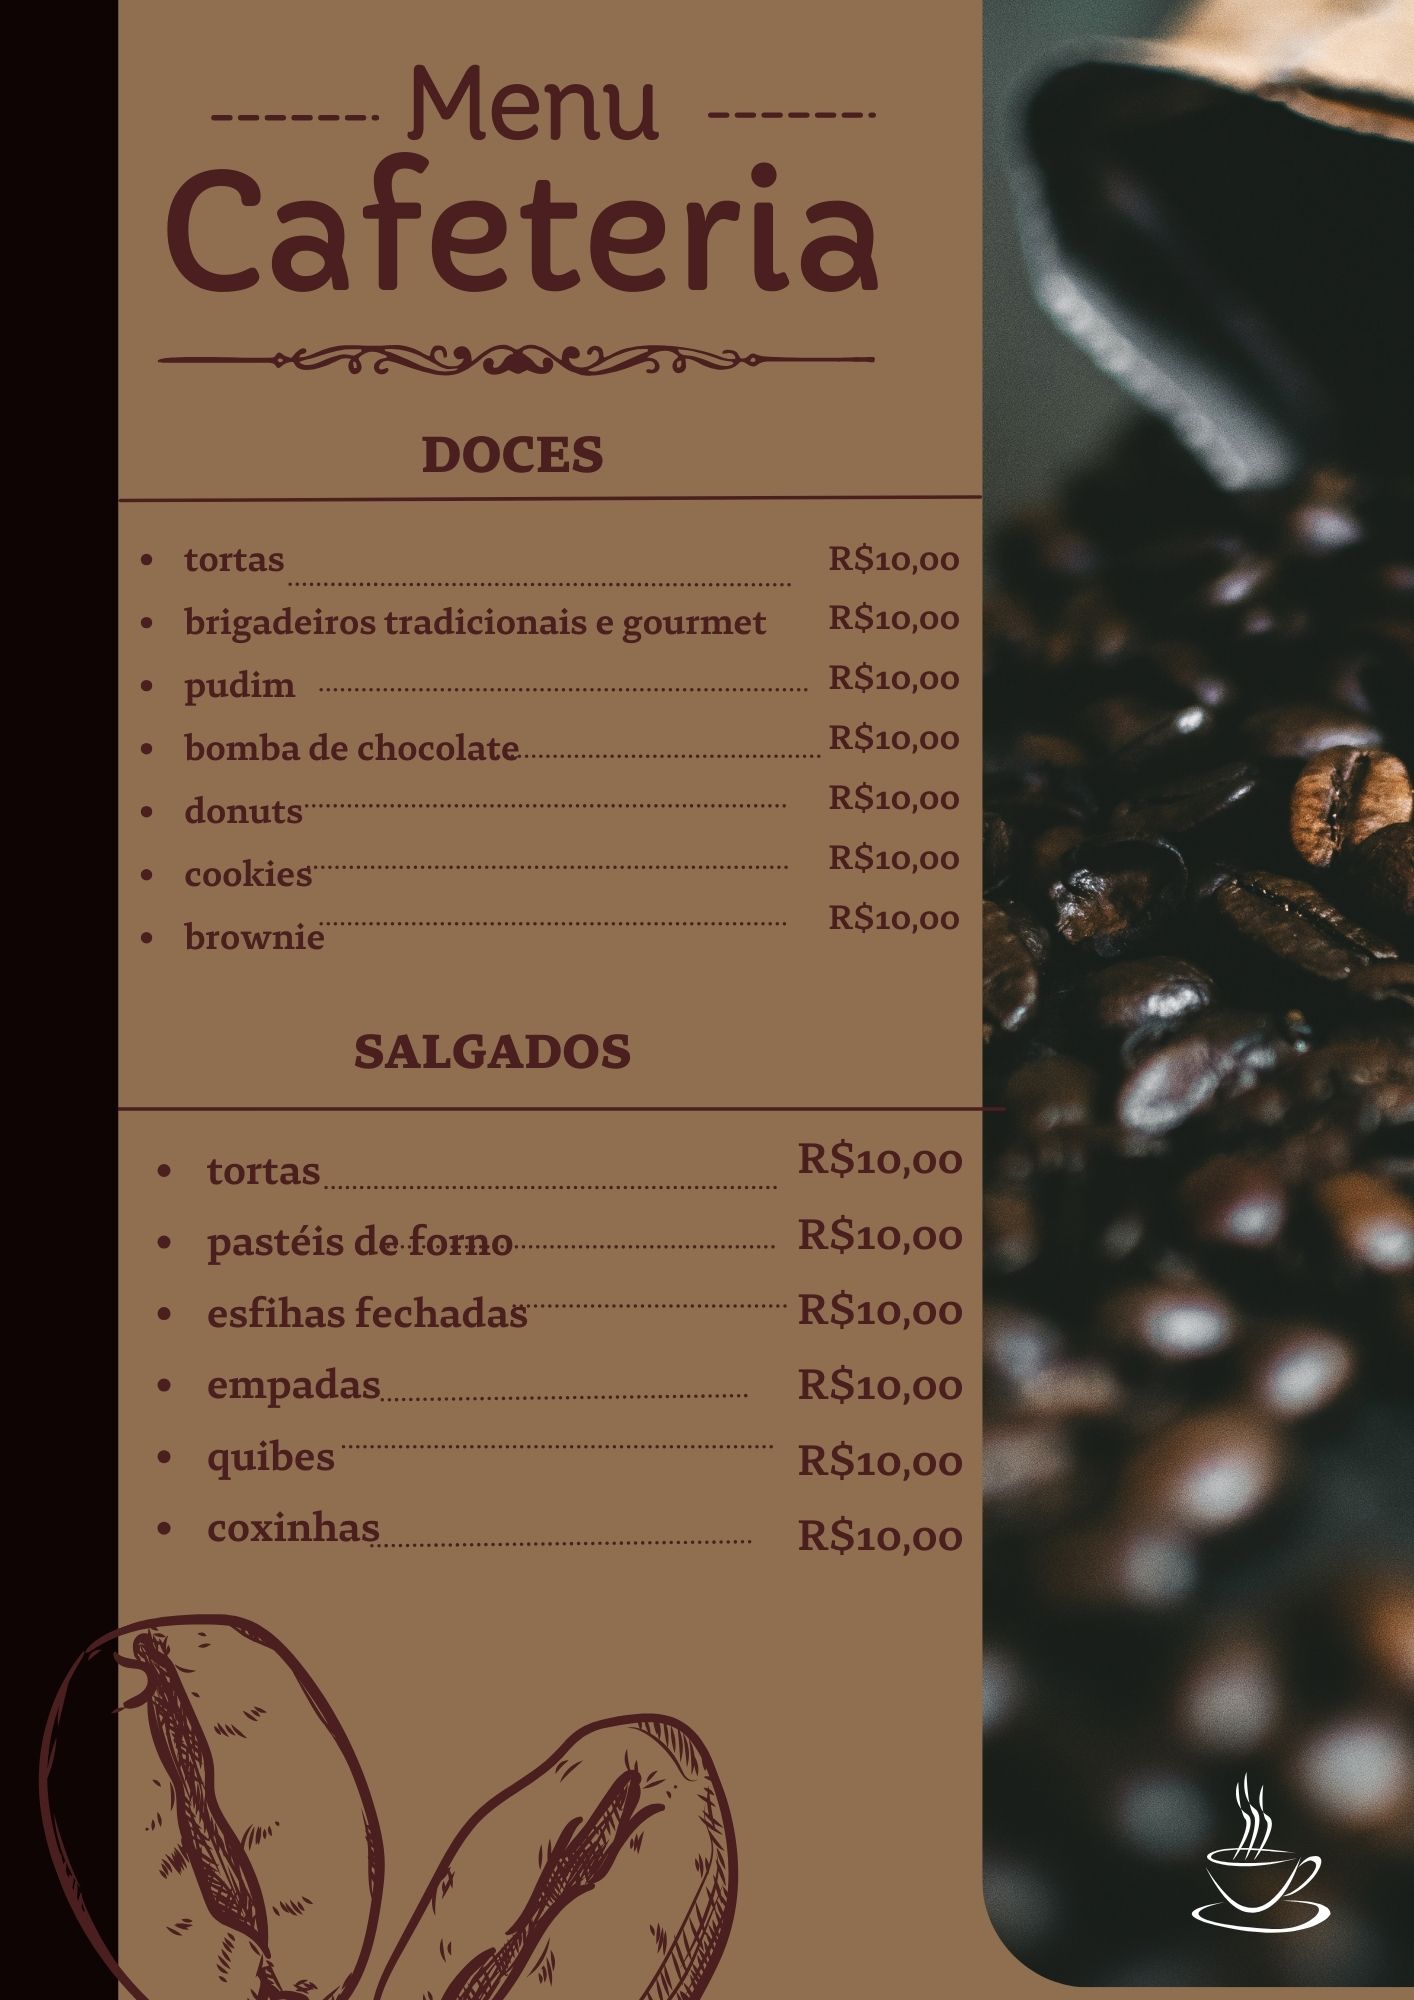 Menu
Cafeteria
DOCES
• tortas R$10,00
• brigadeiros tradicionais e gourmet R$10,00
• pudim R$10,00
• bomba de chocolate R$10,00
• donuts R$10,00
• cookies R$10,00
• brownie R$10,00
SALGADOS
• tortas R$10,00
• pastéis de forno R$10,00
• esfihas fechadas R$10,00
• empadas R$10,00
• quibes R$10,00
• coxinhas R$10,00